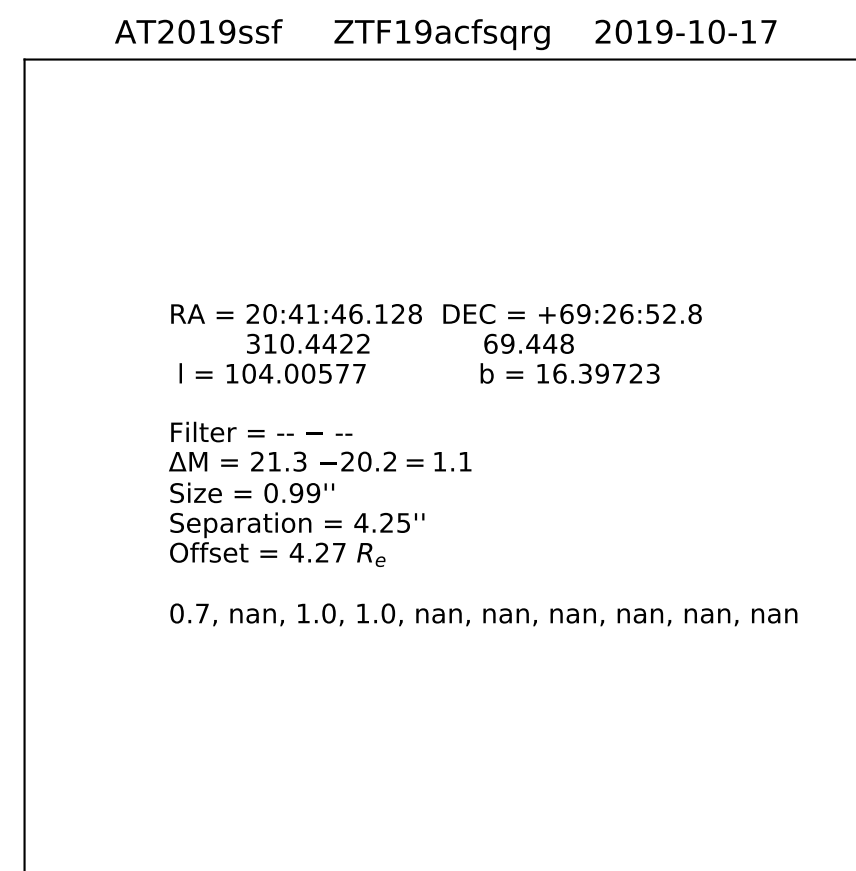 AT2019ssf ZTF19acfsqrg 2019-10-17
RA = 20:41:46.128 DEC = +69:26:52.8
310.4422 69.448
l = 104.00577 b = 16.39723
Filter = -- − --
ΔM = 21.3 −20.2 = 1.1
Size = 0.99''
Separation = 4.25''
Offset = 4.27 Re
0.7, nan, 1.0, 1.0, nan, nan, nan, nan, nan, nan